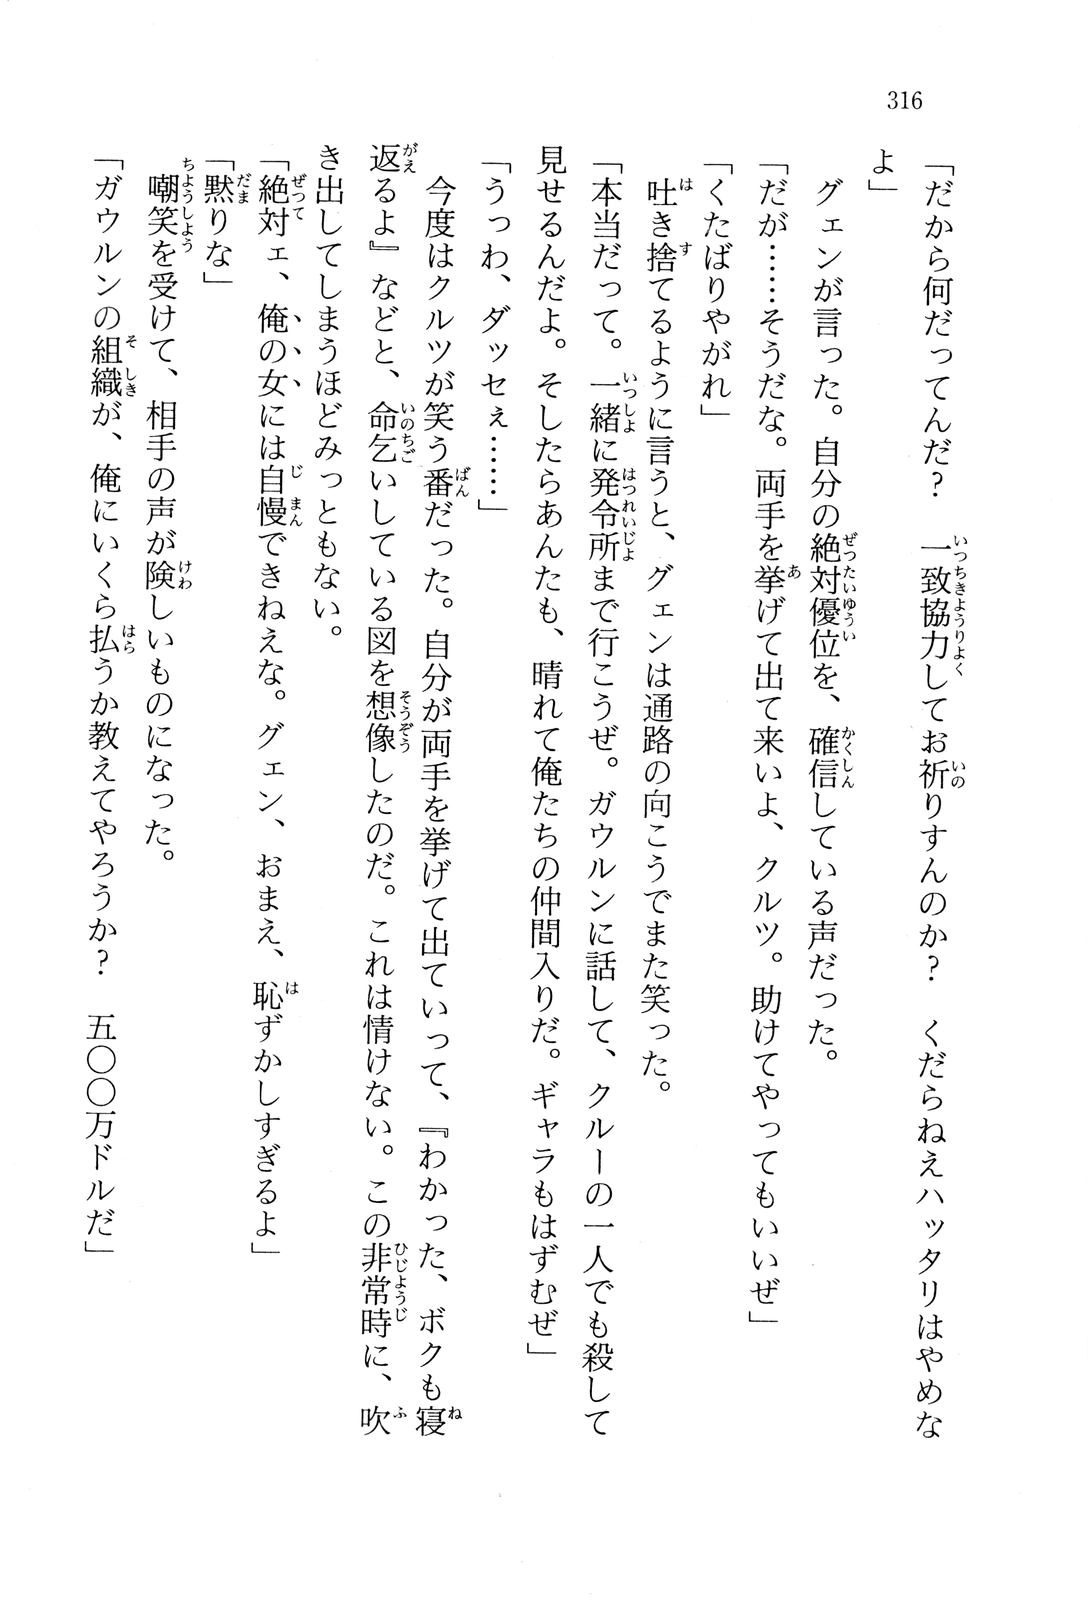 316
「だから何だってんだ？　一致協力してお祈りすんのか？　くだらねえハッタリはやめな
よ」
　グェンが言った。自分の絶対優位を、確信している声だった。
「だが……そうだな。両手を挙げて出て来いよ、クルツ。助けてやってもいいぜ」
「くたばりやがれ」
　吐き捨てるように言うと、グェンは通路の向こうでまた笑った。
「本当だって。一緒に発令所まで行こうぜ。ガウルンに話して、クルーの一人でも殺して
見せるんだよ。そしたらあんたも、晴れて俺たちの仲間入りだ。ギャラもはずむぜ」
「うっわ、ダッセぇ……」
　今度はクルツが笑う番だった。自分が両手を挙げて出ていって、『わかった、ボクも寝
返るよ』などと、命乞いしている図を想像したのだ。これは情けない。この非常時に、吹
き出してしまうほどみっともない。
「絶対ェ、俺の女には自慢できねえな。グェン、おまえ、恥ずかしすぎるよ」
「黙りな」
　嘲笑を受けて、相手の声が険しいものになった。
「ガウルンの組織が、俺にいくら払うか教えてやろうか？　五〇〇万ドルだ」